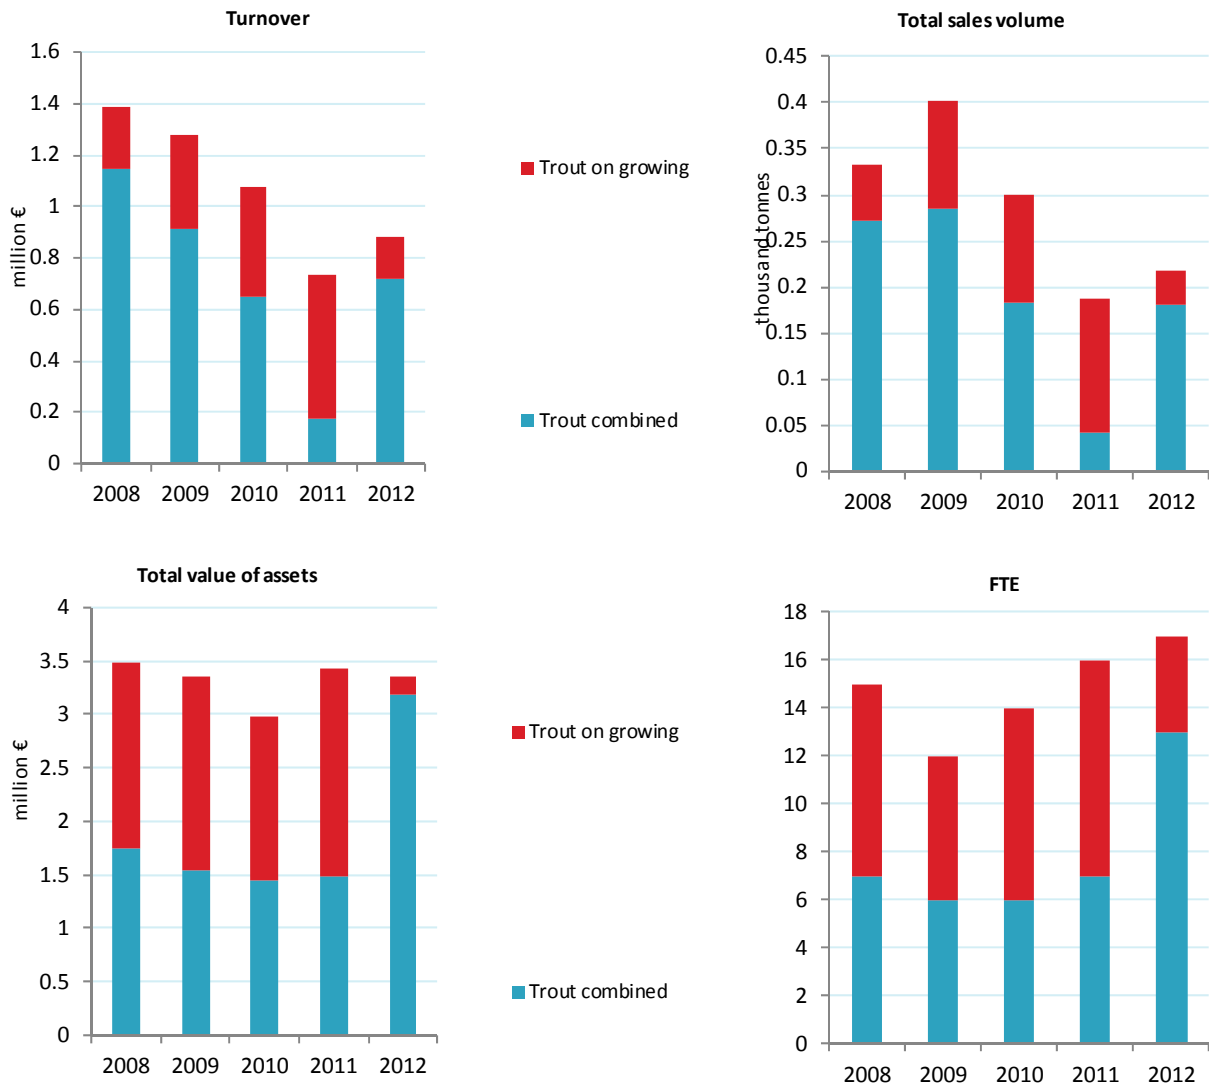 Turnover
1.6
1.4
1.2
1
0.8
0.6
0.4
0.2
0
million €
2008 2009 2010 2011 2012
Trout on growing
Trout combined
Total sales volume
0.45
0.4
0.35
0.3
0.25
0.2
0.15
0.1
0.05
0
thousand tonnes
2008 2009 2010 2011 2012
Total value of assets
4
3.5
3
2.5
2
1.5
1
0.5
0
million €
2008 2009 2010 2011 2012
Trout on growing
Trout combined
FTE
18
16
14
12
10
8
6
4
2
0
2008 2009 2010 2011 2012